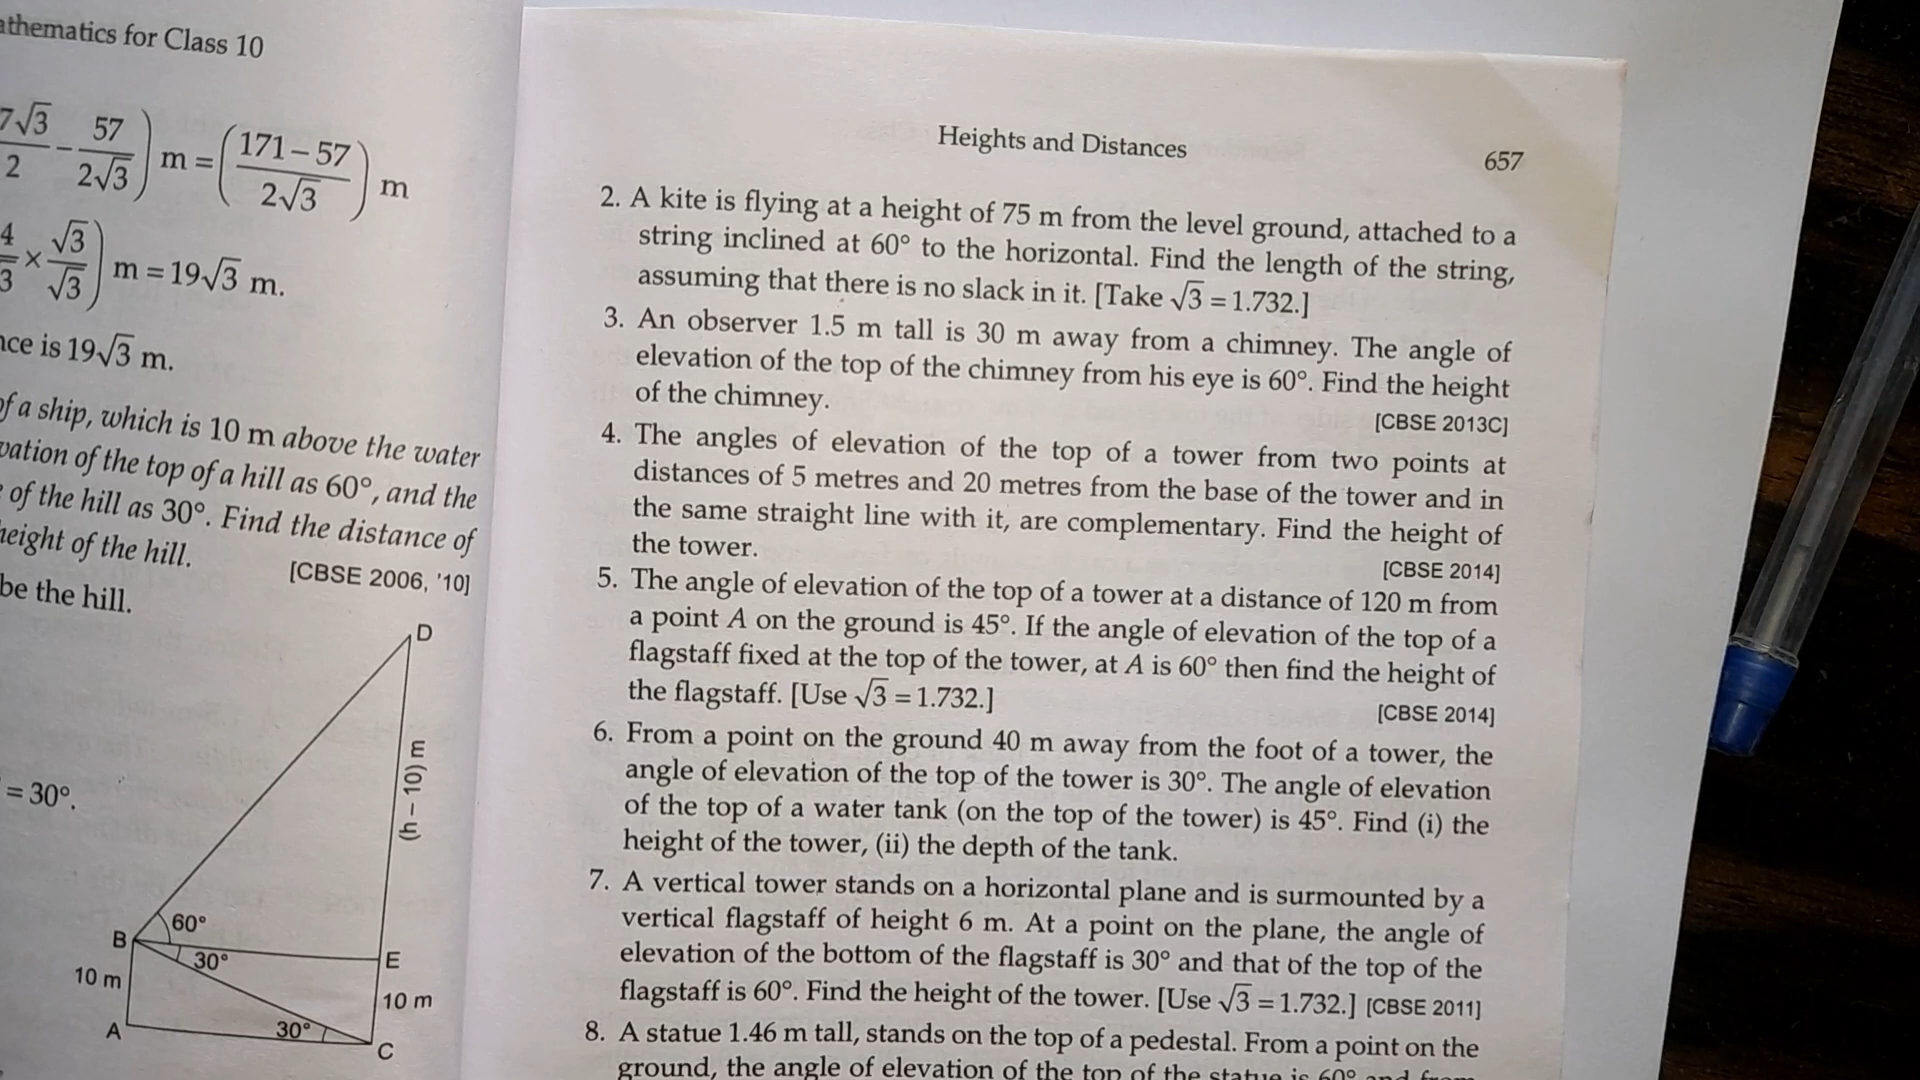 athematics for Class 10
7√3/2 − 57/2√3) m = (171 − 57/2√3) m
4/3 × √3/√3) m = 19√3 m.
nce is 19√3 m.
of a ship, which is 10 m above the water
vation of the top of a hill as 60°, and the
of the hill as 30°. Find the distance of
height of the hill.
[CBSE 2006, '10]
be the hill.
D
(h − 10) m
= 30°.
60°
B
30°
E
10 m
10 m
A
30°
C
Heights and Distances
657
2. A kite is flying at a height of 75 m from the level ground, attached to a
string inclined at 60° to the horizontal. Find the length of the string,
assuming that there is no slack in it. [Take √3 = 1.732.]
3. An observer 1.5 m tall is 30 m away from a chimney. The angle of
elevation of the top of the chimney from his eye is 60°. Find the height
of the chimney.
[CBSE 2013C]
4. The angles of elevation of the top of a tower from two points at
distances of 5 metres and 20 metres from the base of the tower and in
the same straight line with it, are complementary. Find the height of
the tower.
[CBSE 2014]
5. The angle of elevation of the top of a tower at a distance of 120 m from
a point A on the ground is 45°. If the angle of elevation of the top of a
flagstaff fixed at the top of the tower, at A is 60° then find the height of
the flagstaff. [Use √3 = 1.732.]
[CBSE 2014]
6. From a point on the ground 40 m away from the foot of a tower, the
angle of elevation of the top of the tower is 30°. The angle of elevation
of the top of a water tank (on the top of the tower) is 45°. Find (i) the
height of the tower, (ii) the depth of the tank.
7. A vertical tower stands on a horizontal plane and is surmounted by a
vertical flagstaff of height 6 m. At a point on the plane, the angle of
elevation of the bottom of the flagstaff is 30° and that of the top of the
flagstaff is 60°. Find the height of the tower. [Use √3 = 1.732.] [CBSE 2011]
8. A statue 1.46 m tall, stands on the top of a pedestal. From a point on the
ground, the angle of elevation of the top of the statue is 60° and from